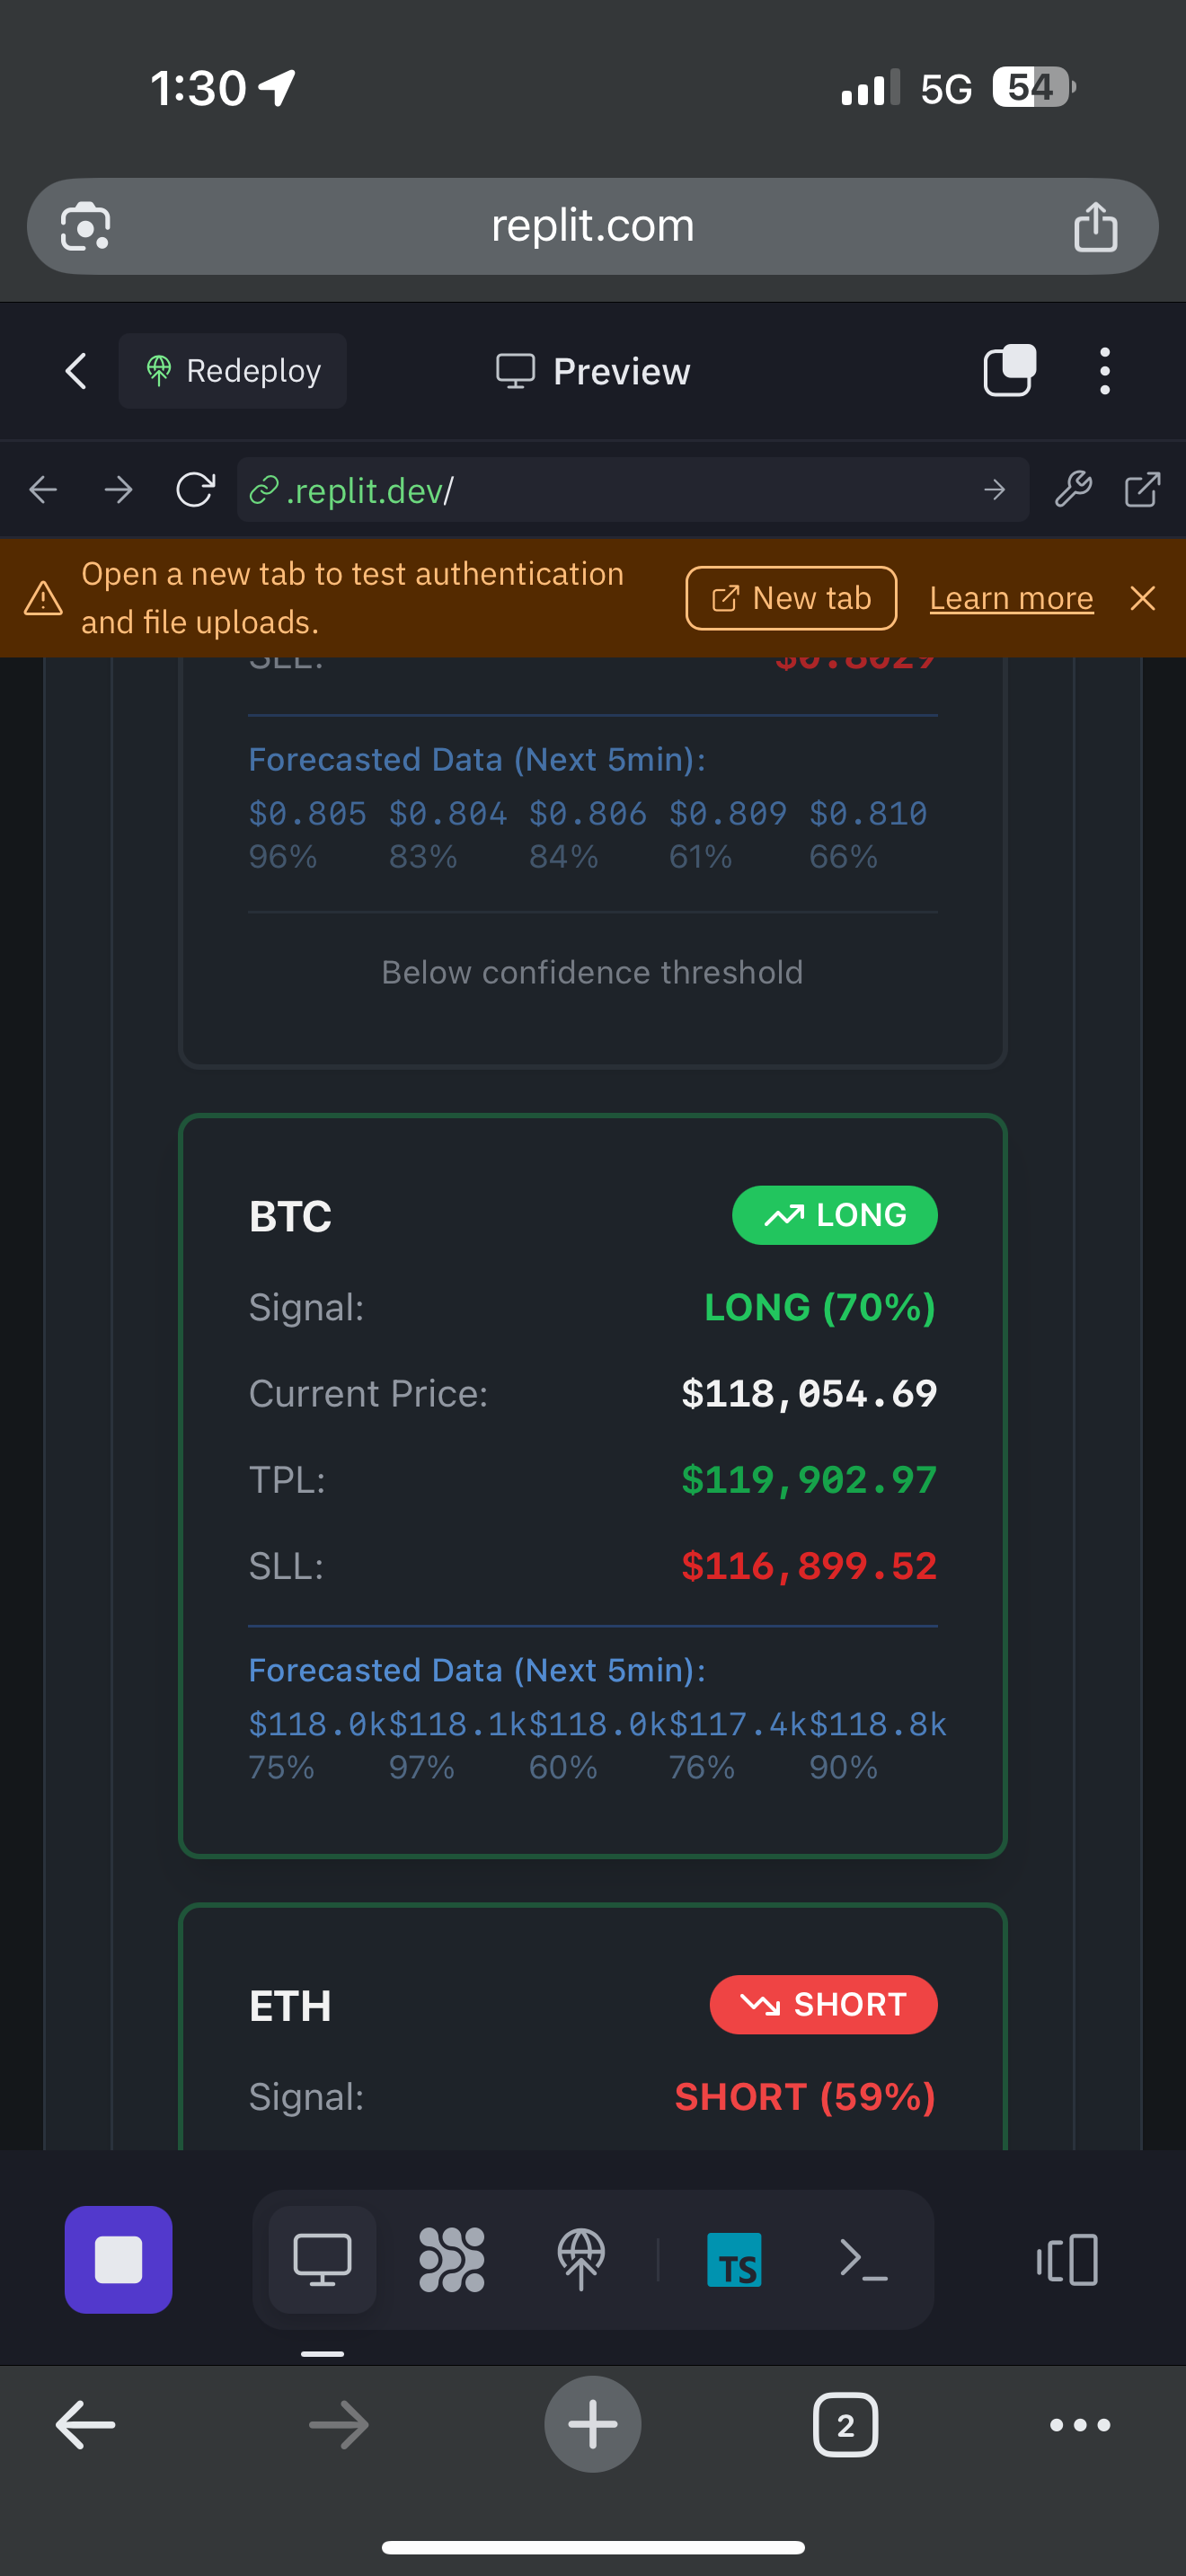 1:30
5G
54
replit.com
Redeploy
Preview
.replit.dev/
Open a new tab to test authentication
and file uploads.
New tab
Learn more
SLL:
$0.8029
Forecasted Data (Next 5min):
$0.805 $0.804 $0.806 $0.809 $0.810
96% 83% 84% 61% 66%
Below confidence threshold
BTC
LONG
Signal:
LONG (70%)
Current Price:
$118,054.69
TPL:
$119,902.97
SLL:
$116,899.52
Forecasted Data (Next 5min):
$118.0k$118.1k$118.0k$117.4k$118.8k
75% 97% 60% 76% 90%
ETH
SHORT
Signal:
SHORT (59%)
TS
2